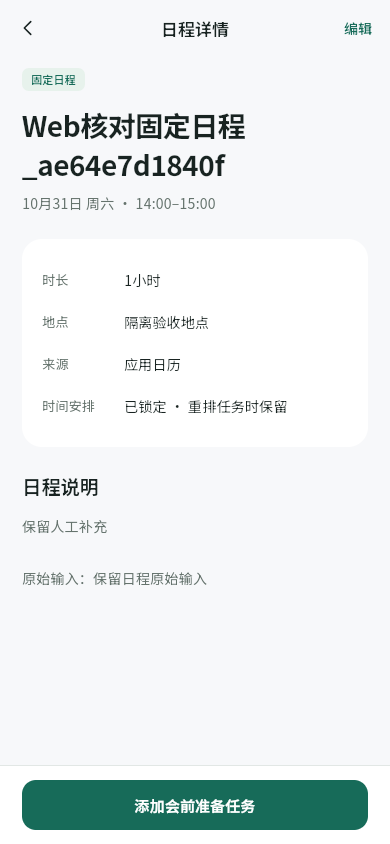 日程详情
编辑
固定日程
Web核对固定日程
_ae64e7d1840f
10月31日 周六 · 14:00–15:00
时长 1小时
地点 隔离验收地点
来源 应用日历
时间安排 已锁定 · 重排任务时保留
日程说明
保留人工补充
原始输入：保留日程原始输入
添加会前准备任务